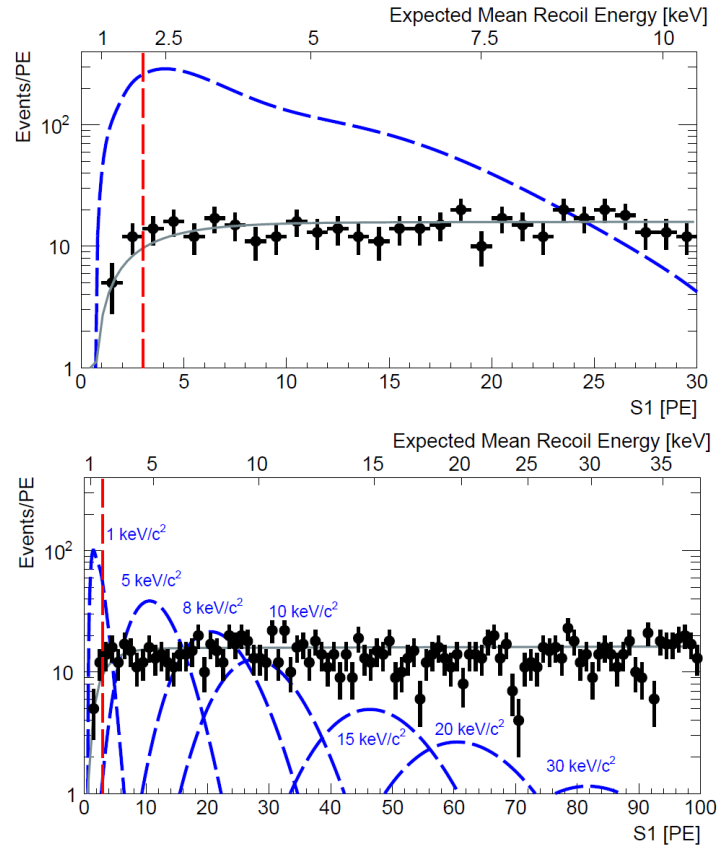 Expected Mean Recoil Energy [keV]
1 2.5 5 7.5 10
Events/PE
10²
10
1
0 5 10 15 20 25 30
S1 [PE]
Expected Mean Recoil Energy [keV]
1 5 10 15 20 25 30 35
Events/PE
10²
10
1
1 keV/c²
5 keV/c²
8 keV/c²
10 keV/c²
15 keV/c²
20 keV/c²
30 keV/c²
0 10 20 30 40 50 60 70 80 90 100
S1 [PE]